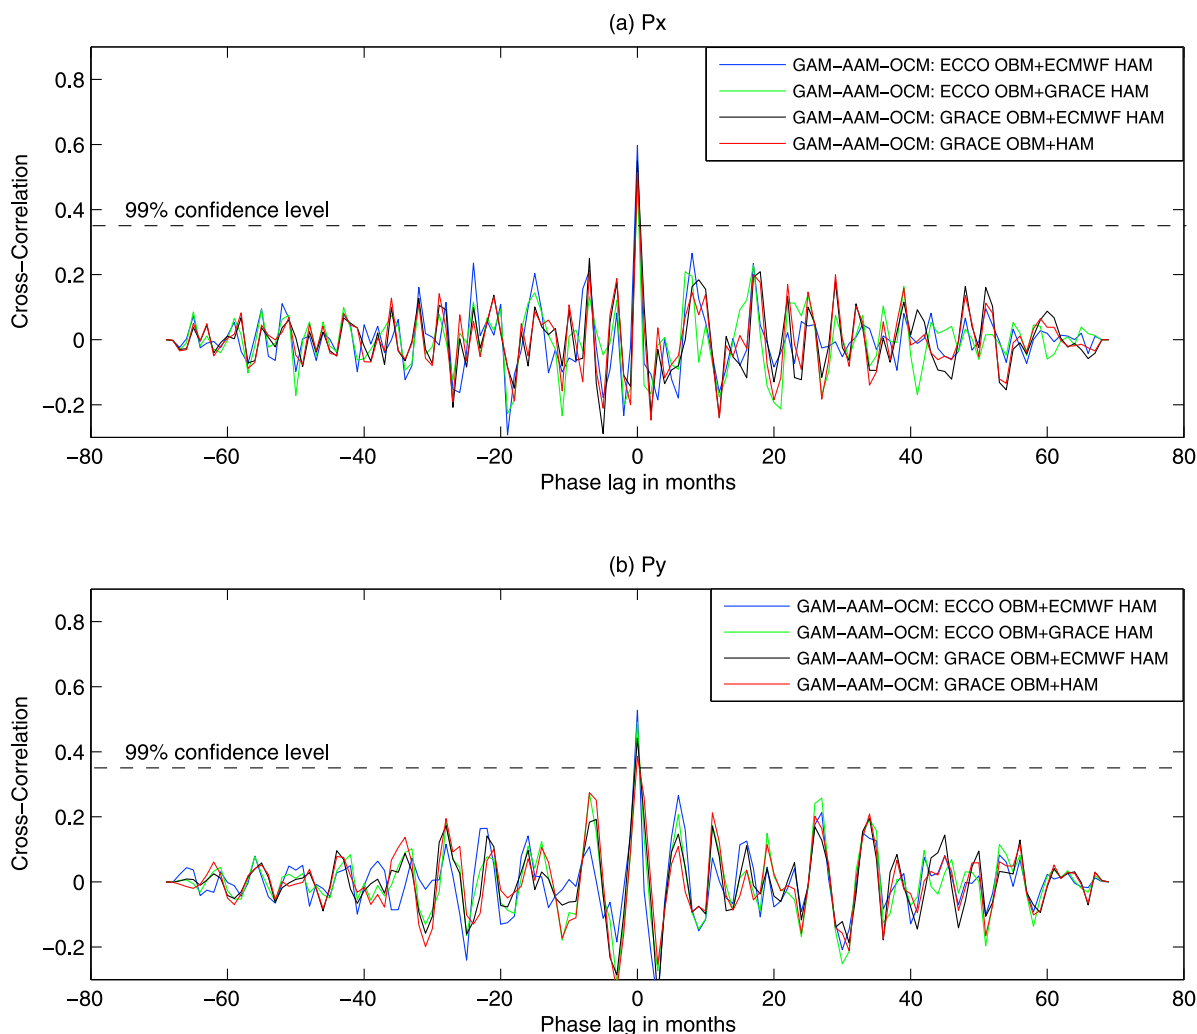 (a) Px
0.8
0.6
0.4
0.2
0
−0.2
Cross−Correlation
99% confidence level
GAM−AAM−OCM: ECCO OBM+ECMWF HAM
GAM−AAM−OCM: ECCO OBM+GRACE HAM
GAM−AAM−OCM: GRACE OBM+ECMWF HAM
GAM−AAM−OCM: GRACE OBM+HAM
−80 −60 −40 −20 0 20 40 60 80
Phase lag in months
(b) Py
0.8
0.6
0.4
0.2
0
−0.2
Cross−Correlation
99% confidence level
GAM−AAM−OCM: ECCO OBM+ECMWF HAM
GAM−AAM−OCM: ECCO OBM+GRACE HAM
GAM−AAM−OCM: GRACE OBM+ECMWF HAM
GAM−AAM−OCM: GRACE OBM+HAM
−80 −60 −40 −20 0 20 40 60 80
Phase lag in months